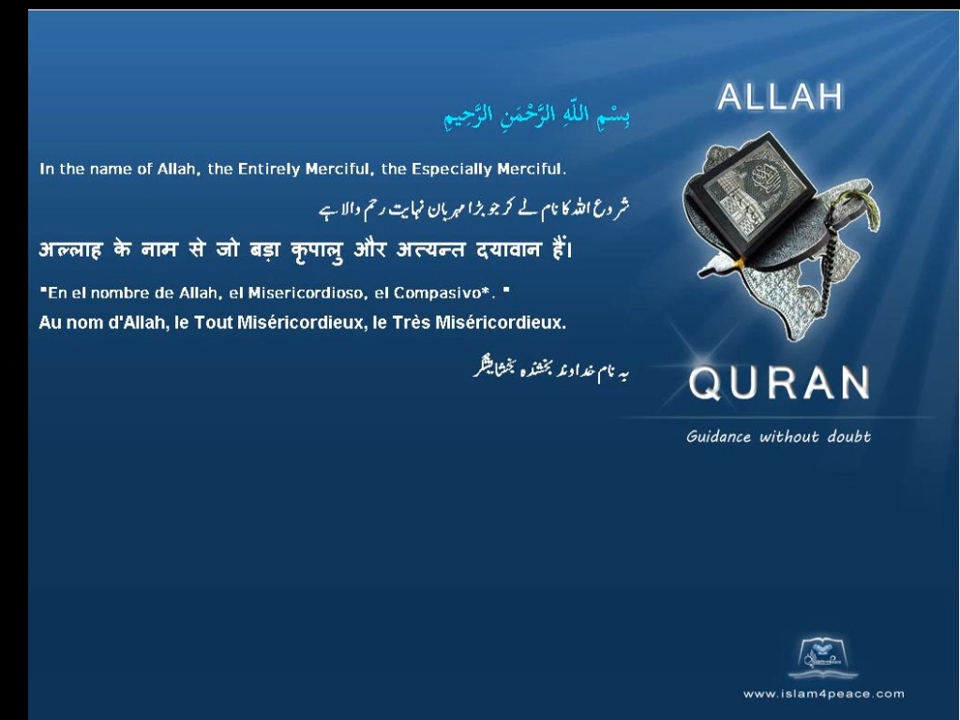 بِسْمِ اللَّهِ الرَّحْمَنِ الرَّحِيمِ
In the name of Allah, the Entirely Merciful, the Especially Merciful.
شروع اللہ کا نام لے کر جو بڑا مہربان نہایت رحم والا ہے
अल्लाह के नाम से जो बड़ा कृपालु और अत्यन्त दयावान हैं।
"En el nombre de Allah, el Misericordioso, el Compasivo*. "
Au nom d'Allah, le Tout Miséricordieux, le Très Miséricordieux.
به نام خداوند بخشنده بخشایشگر
ALLAH
QURAN
Guidance without doubt
www.islam4peace.com